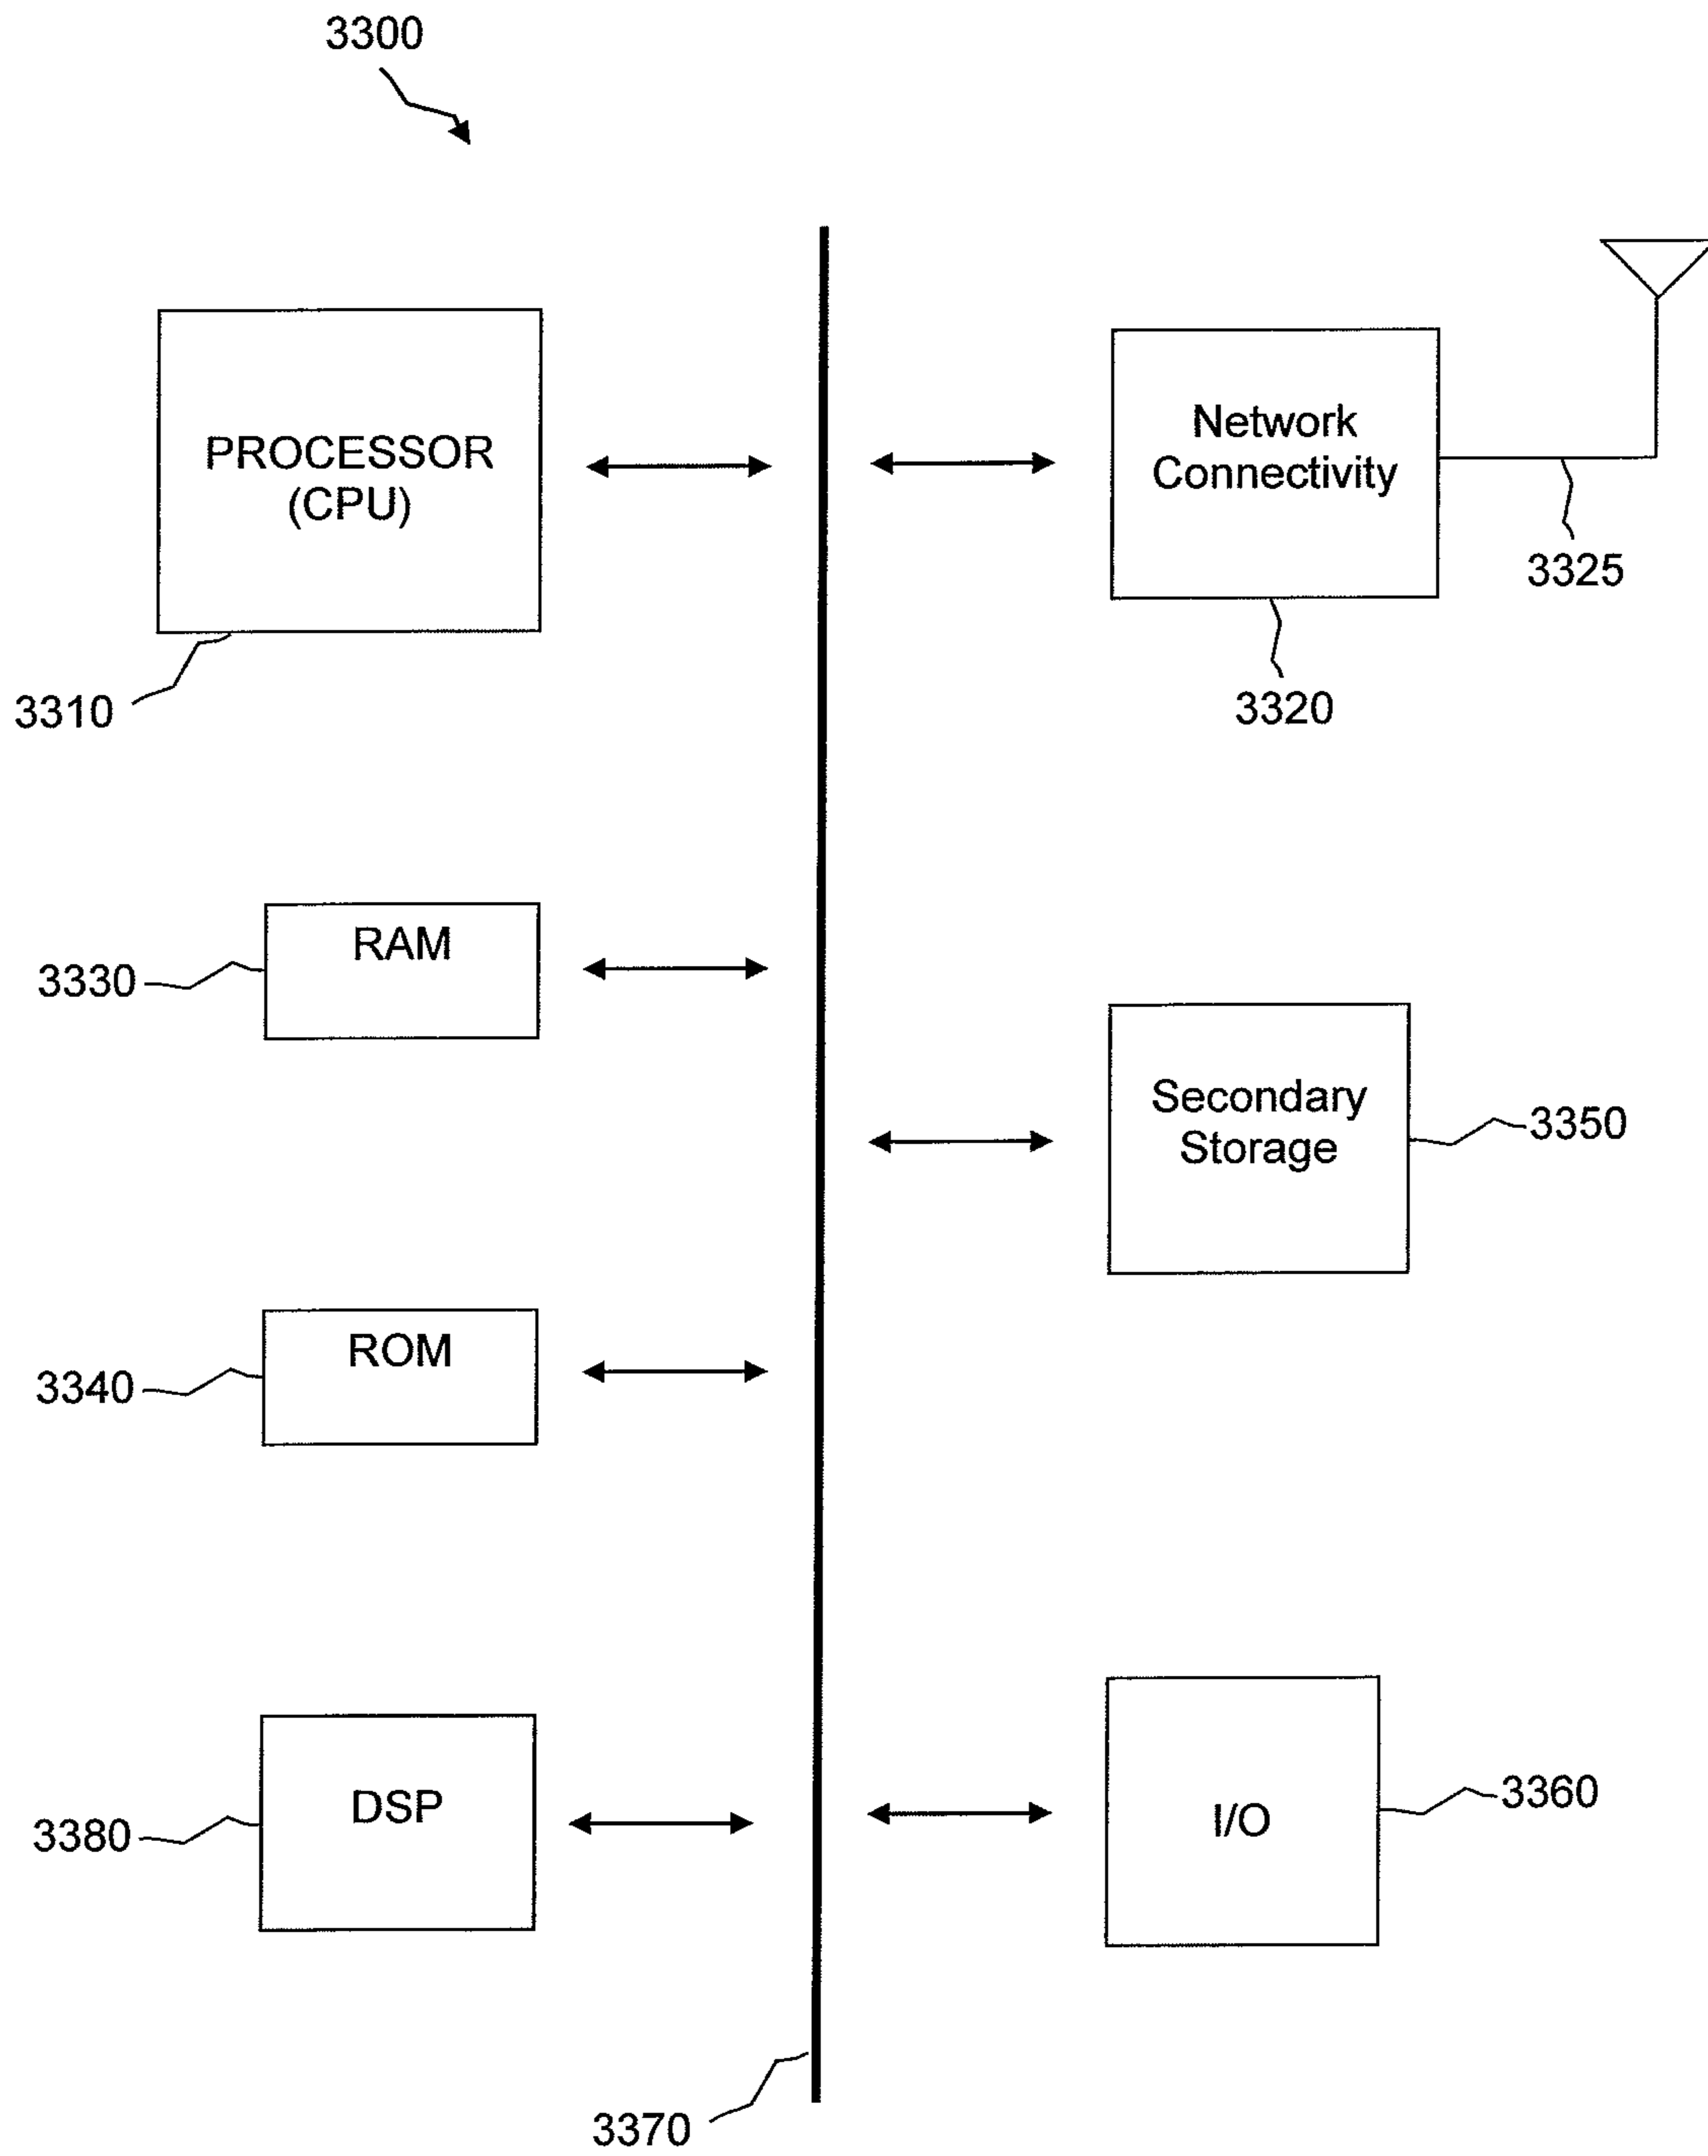 3300
PROCESSOR
(CPU)
3310
Network
Connectivity
3325
3320
RAM
3330
Secondary
Storage
3350
ROM
3340
DSP
3380
I/O
3360
3370